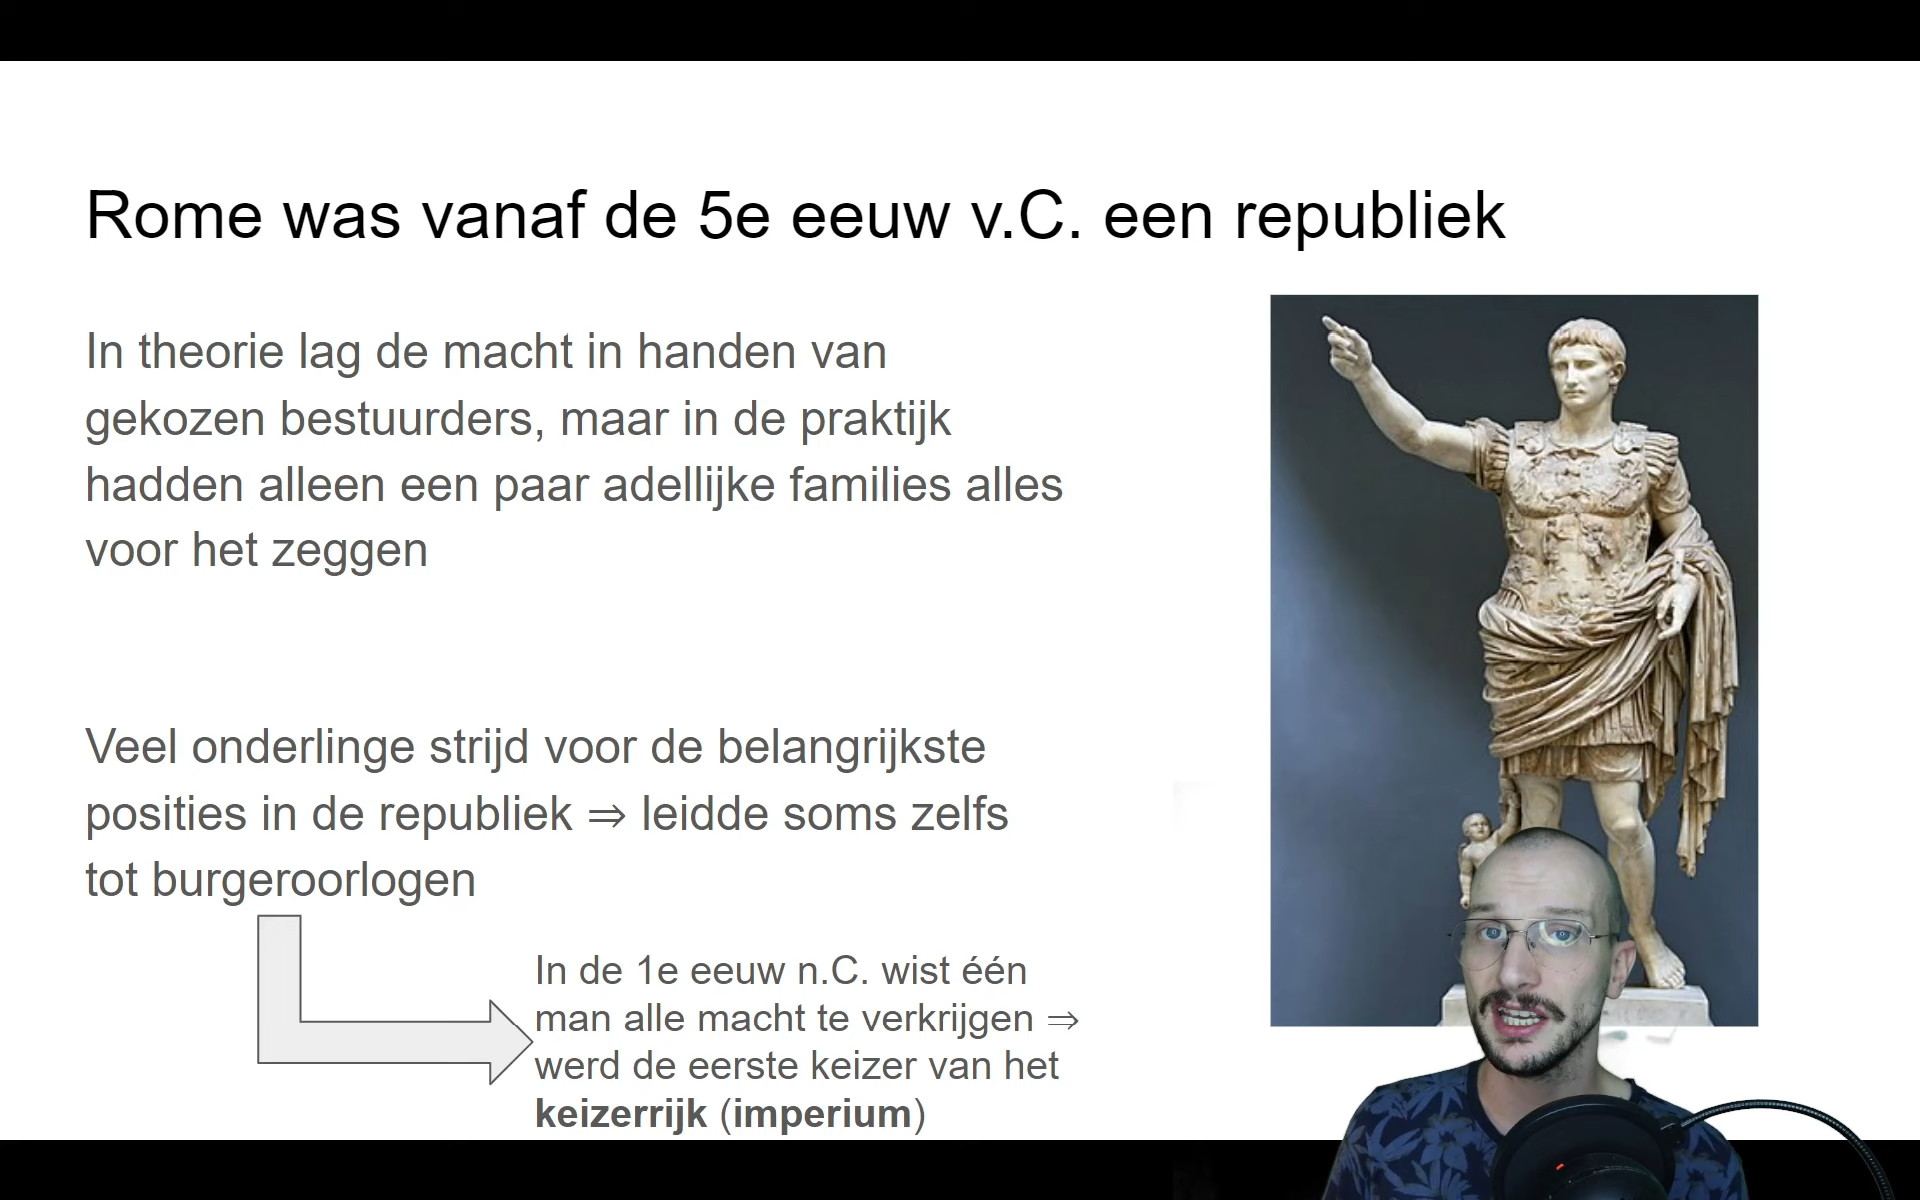 Rome was vanaf de 5e eeuw v.C. een republiek
In theorie lag de macht in handen van
gekozen bestuurders, maar in de praktijk
hadden alleen een paar adellijke families alles
voor het zeggen
Veel onderlinge strijd voor de belangrijkste
posities in de republiek ⇒ leidde soms zelfs
tot burgeroorlogen
In de 1e eeuw n.C. wist één
man alle macht te verkrijgen ⇒
werd de eerste keizer van het
keizerrijk (imperium)